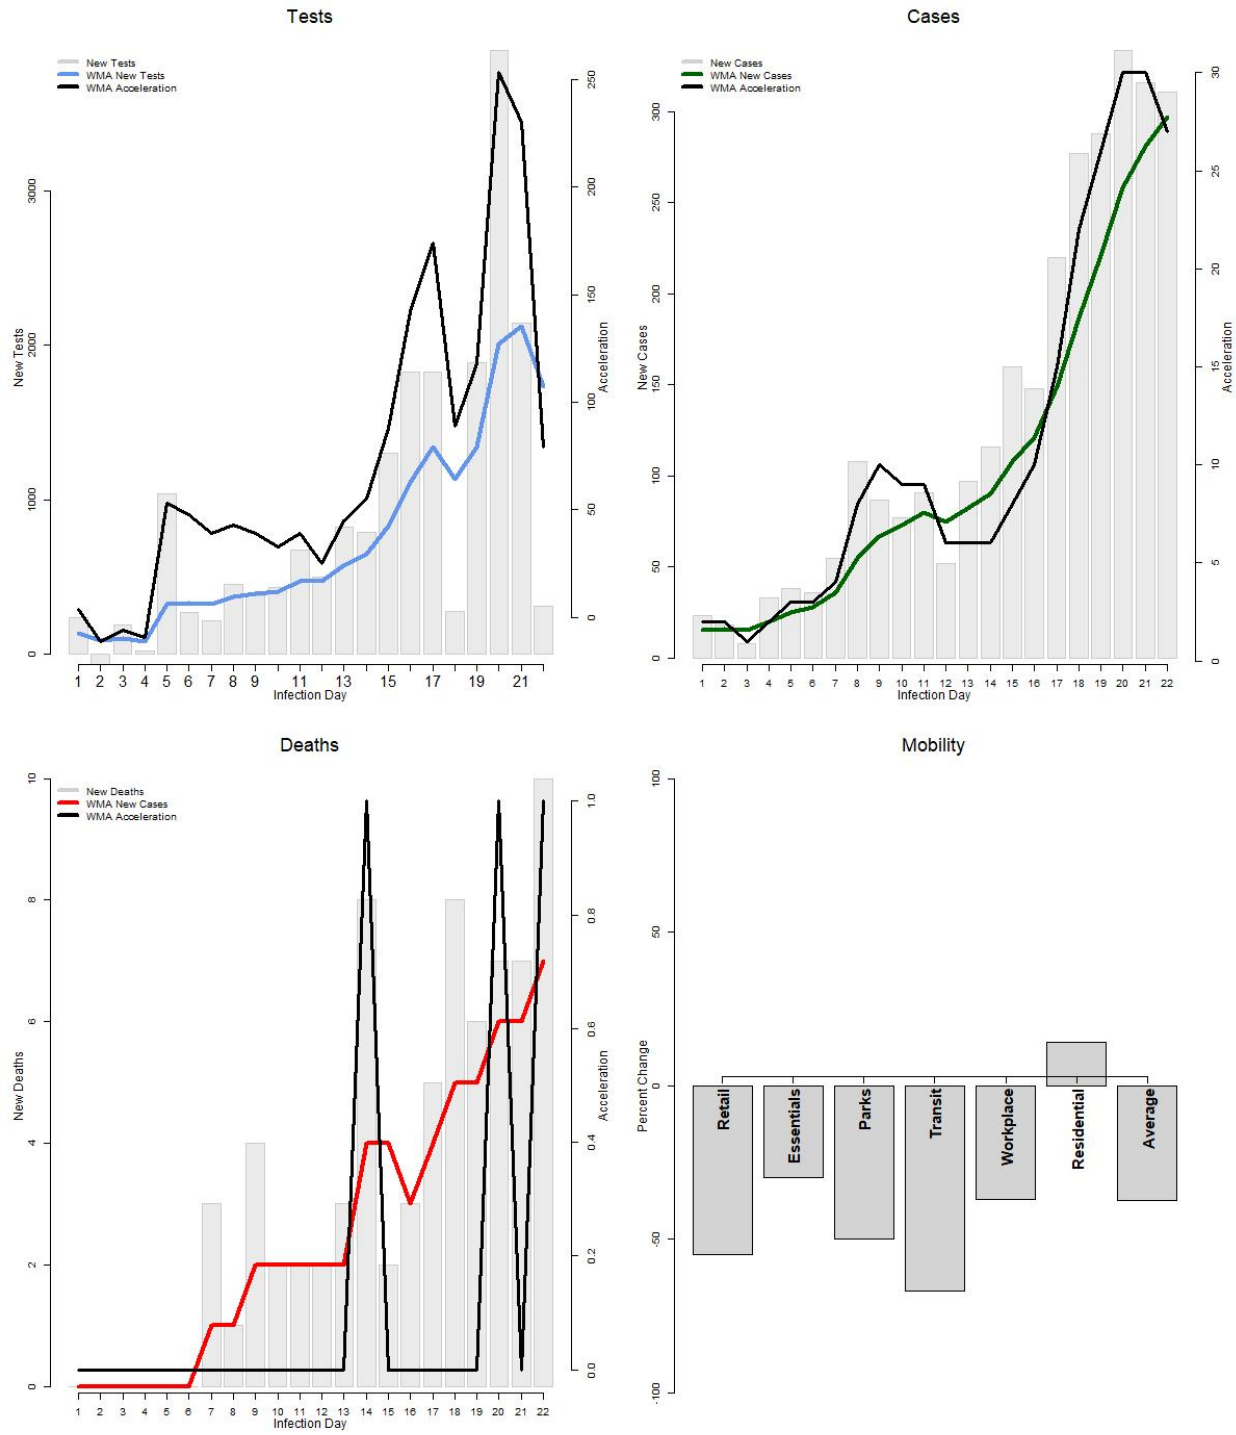 Tests
New Tests
WMA New Tests
WMA Acceleration
New Tests
0
1000
2000
3000
Acceleration
0
50
100
150
200
250
1 2 3 4 5 6 7 8 9 11 13 15 17 19 21
Infection Day
Cases
New Cases
WMA New Cases
WMA Acceleration
New Cases
0
50
100
150
200
250
300
Acceleration
0
5
10
15
20
25
30
1 2 3 4 5 6 7 8 9 10 11 12 13 14 15 16 17 18 19 20 21 22
Infection Day
Deaths
New Deaths
WMA New Cases
WMA Acceleration
New Deaths
0
2
4
6
8
10
Acceleration
0.0
0.2
0.4
0.6
0.8
1.0
1 2 3 4 5 6 7 8 9 10 11 12 13 14 15 16 17 18 19 20 21 22
Infection Day
Mobility
Percent Change
-100
-50
0
50
100
Retail
Essentials
Parks
Transit
Workplace
Residential
Average